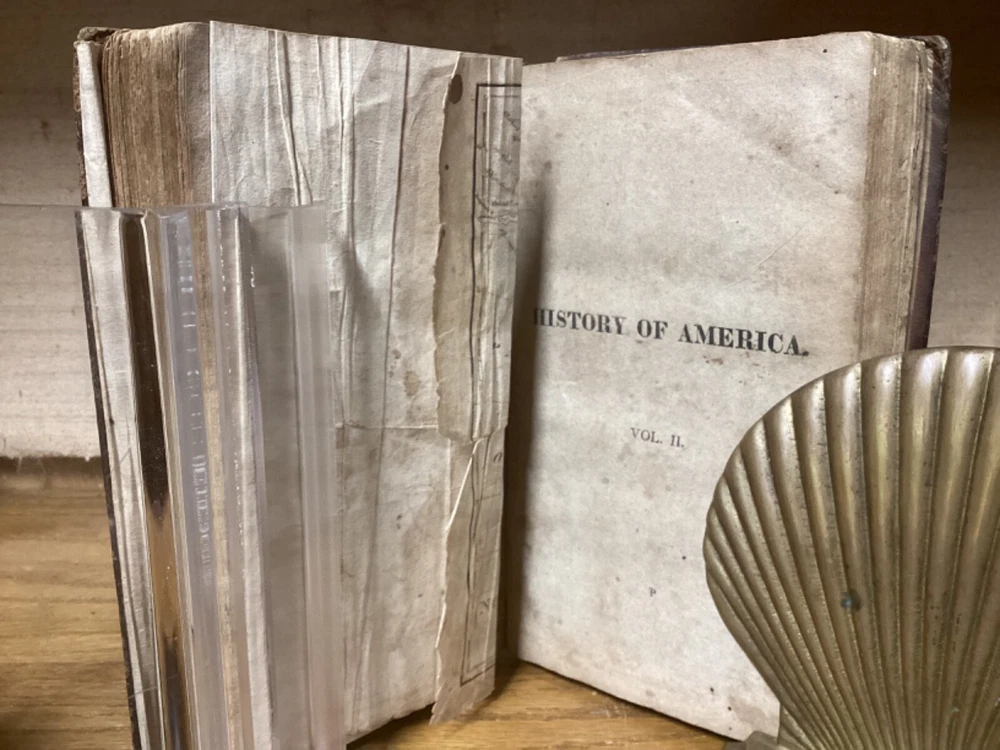 HISTORY OF AMERICA.
VOL. II.
P